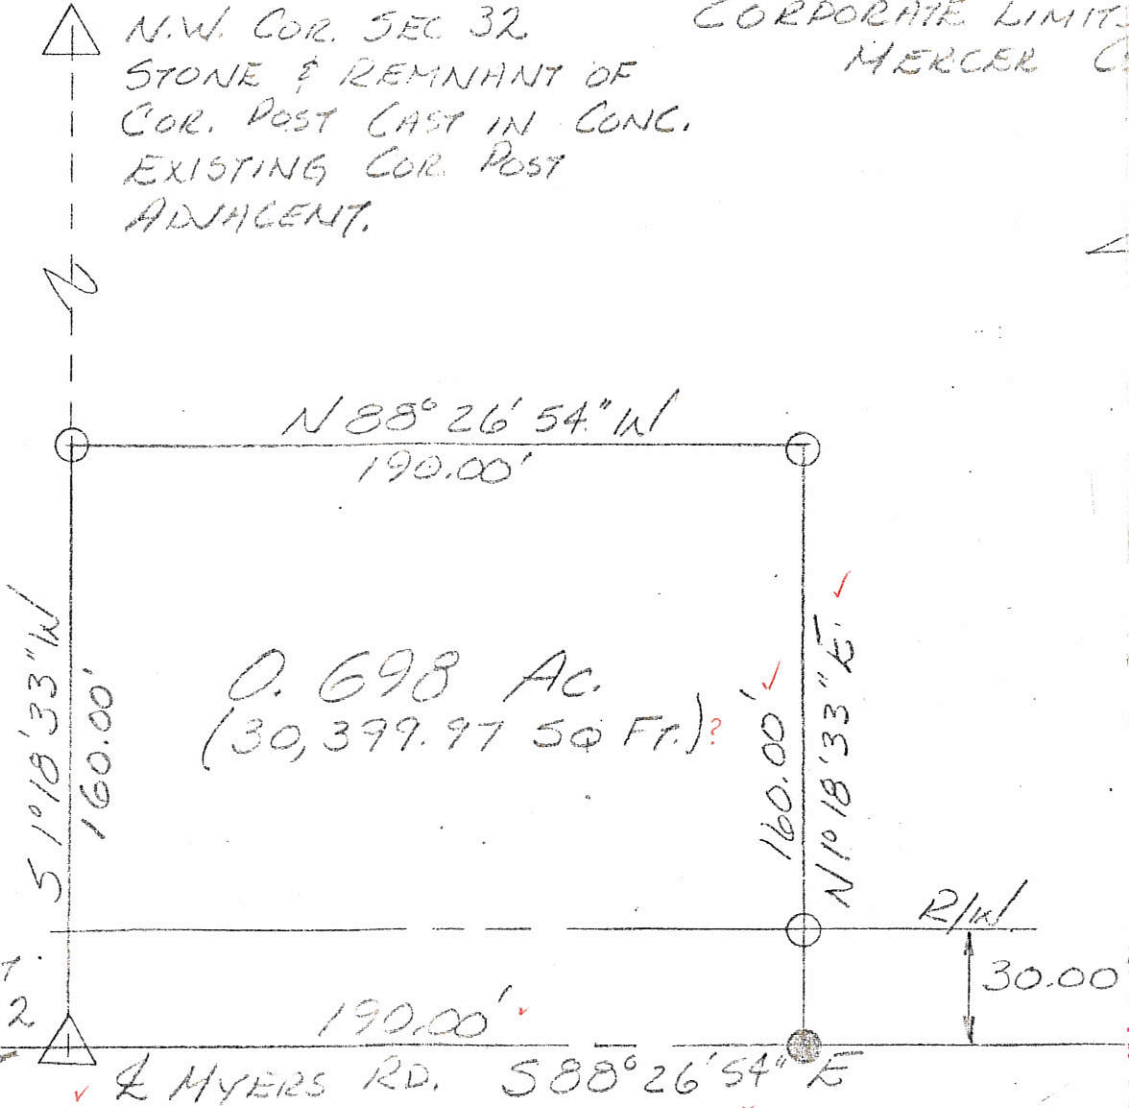 N.W. COR. SEC 32
STONE & REMNANT OF
COR. POST CAST IN CONC.
EXISTING COR. POST
ADJACENT.
CORPORATE LIMITS
MERCER
N 88° 26' 54" W
190.00'
S 1° 18' 33" W
160.00'
0.698 AC.
(30,399.97 SQ FT.)?
160.00'
N 1° 18' 33" E
R/W
30.00'
2
190.00'
℄ MYERS RD. S 88° 26' 54" E